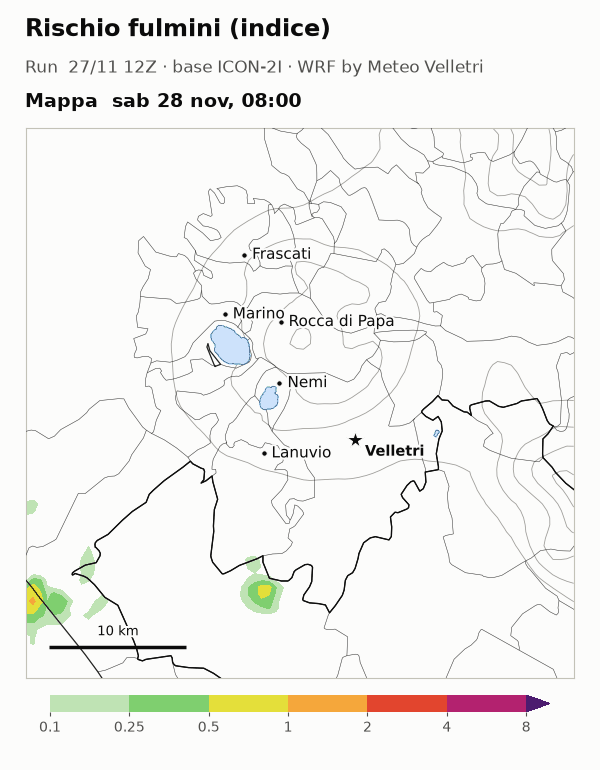 Rischio fulmini (indice)
Run  27/11 12Z · base ICON-2I · WRF by Meteo Velletri
Mappa  sab 28 nov, 08:00
Frascati
Marino
Rocca di Papa
Nemi
Velletri
Lanuvio
10 km
0.1 0.25 0.5 1 2 4 8